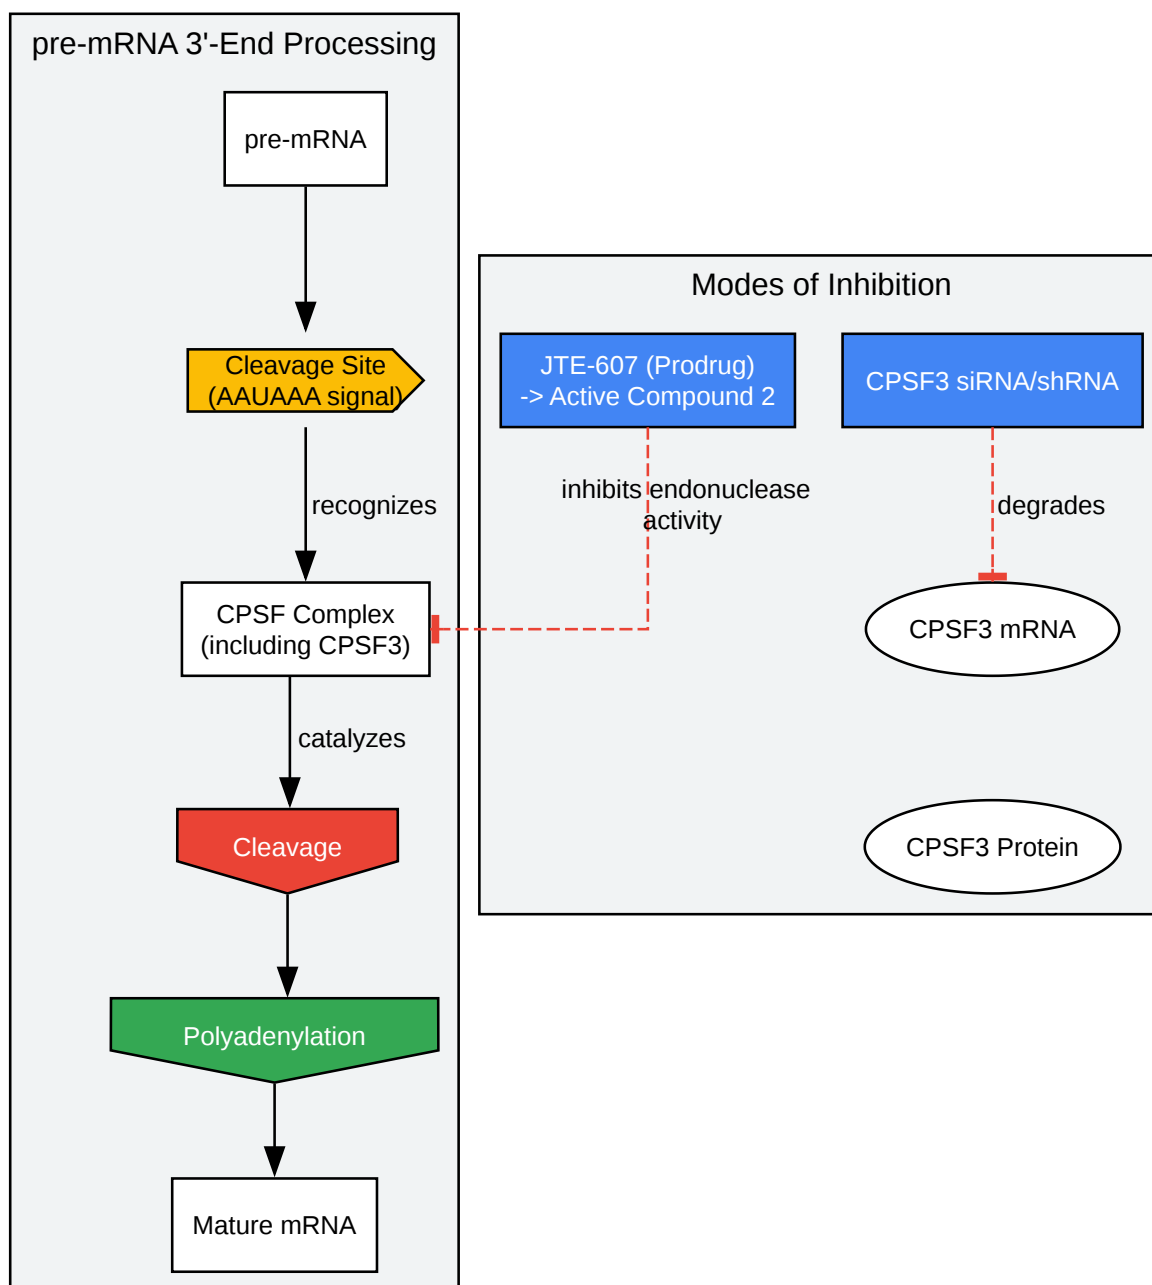 pre-mRNA 3'-End Processing
pre-mRNA
Cleavage Site
(AAUAAA signal)
recognizes
CPSF Complex
(including CPSF3)
catalyzes
Cleavage
Polyadenylation
Mature mRNA
Modes of Inhibition
JTE-607 (Prodrug)
-> Active Compound 2
CPSF3 siRNA/shRNA
inhibits endonuclease
activity
degrades
CPSF3 mRNA
CPSF3 Protein